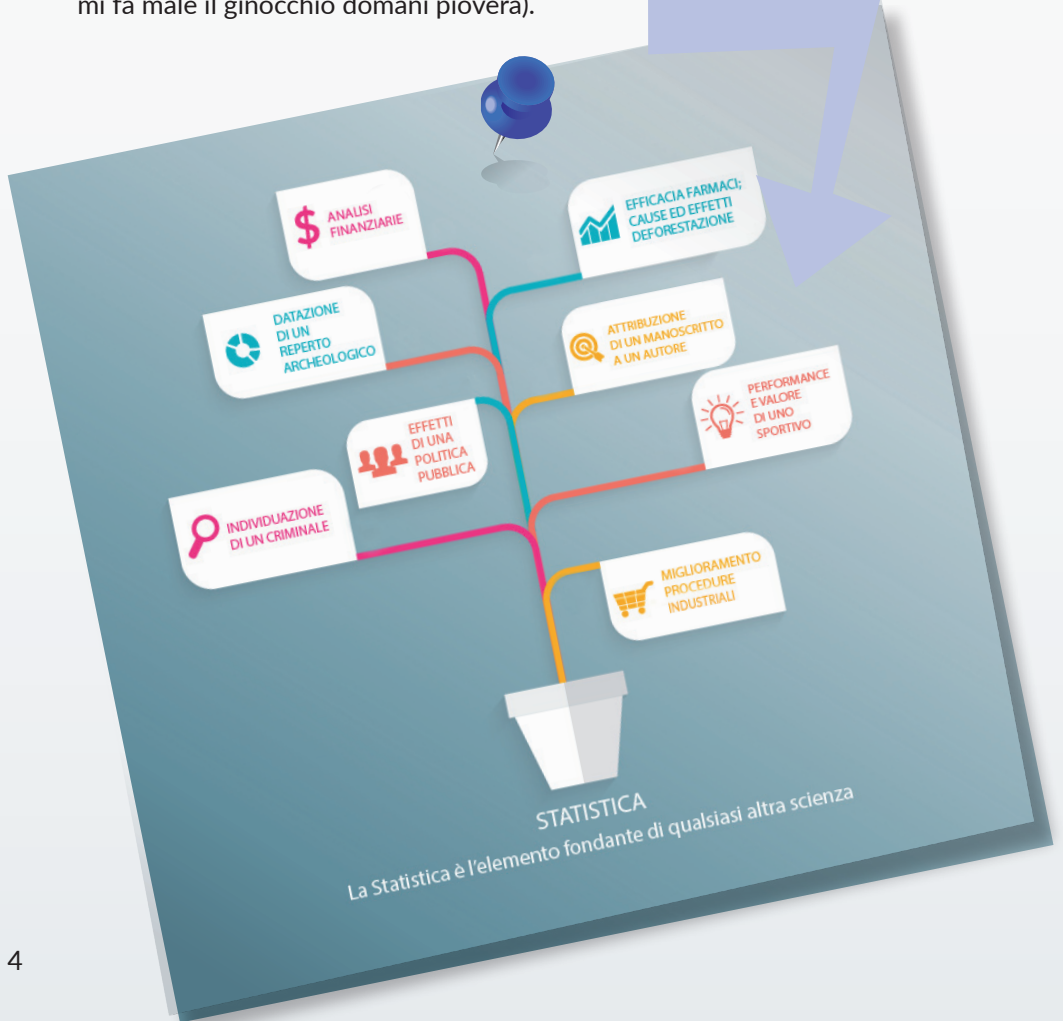 mi fa male il ginocchio domani pioverà).
$ ANALISI
FINANZIARIE
EFFICACIA FARMACI;
CAUSE ED EFFETTI
DEFORESTAZIONE
DATAZIONE
DI UN
REPERTO
ARCHEOLOGICO
ATTRIBUZIONE
DI UN MANOSCRITTO
A UN AUTORE
PERFORMANCE
E VALORE
DI UNO
SPORTIVO
EFFETTI
DI UNA
POLITICA
PUBBLICA
INDIVIDUAZIONE
DI UN CRIMINALE
MIGLIORAMENTO
PROCEDURE
INDUSTRIALI
STATISTICA
La Statistica è l'elemento fondante di qualsiasi altra scienza
4